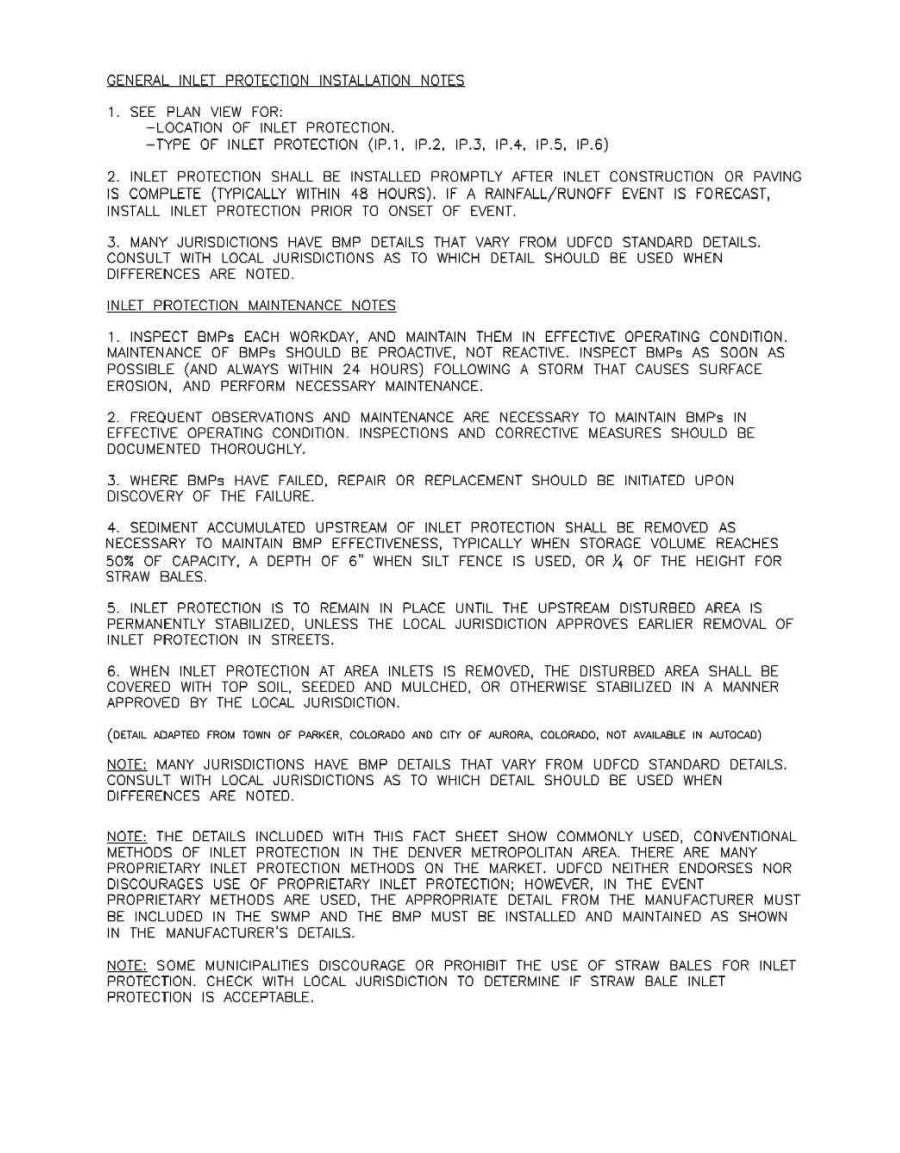 GENERAL INLET PROTECTION INSTALLATION NOTES
1. SEE PLAN VIEW FOR:
-LOCATION OF INLET PROTECTION.
-TYPE OF INLET PROTECTION (IP.1, IP.2, IP.3, IP.4, IP.5, IP.6)
2. INLET PROTECTION SHALL BE INSTALLED PROMPTLY AFTER INLET CONSTRUCTION OR PAVING
IS COMPLETE (TYPICALLY WITHIN 48 HOURS). IF A RAINFALL/RUNOFF EVENT IS FORECAST,
INSTALL INLET PROTECTION PRIOR TO ONSET OF EVENT.
3. MANY JURISDICTIONS HAVE BMP DETAILS THAT VARY FROM UDFCD STANDARD DETAILS.
CONSULT WITH LOCAL JURISDICTIONS AS TO WHICH DETAIL SHOULD BE USED WHEN
DIFFERENCES ARE NOTED.
INLET PROTECTION MAINTENANCE NOTES
1. INSPECT BMPs EACH WORKDAY, AND MAINTAIN THEM IN EFFECTIVE OPERATING CONDITION.
MAINTENANCE OF BMPs SHOULD BE PROACTIVE, NOT REACTIVE. INSPECT BMPs AS SOON AS
POSSIBLE (AND ALWAYS WITHIN 24 HOURS) FOLLOWING A STORM THAT CAUSES SURFACE
EROSION, AND PERFORM NECESSARY MAINTENANCE.
2. FREQUENT OBSERVATIONS AND MAINTENANCE ARE NECESSARY TO MAINTAIN BMPs IN
EFFECTIVE OPERATING CONDITION. INSPECTIONS AND CORRECTIVE MEASURES SHOULD BE
DOCUMENTED THOROUGHLY.
3. WHERE BMPs HAVE FAILED, REPAIR OR REPLACEMENT SHOULD BE INITIATED UPON
DISCOVERY OF THE FAILURE.
4. SEDIMENT ACCUMULATED UPSTREAM OF INLET PROTECTION SHALL BE REMOVED AS
NECESSARY TO MAINTAIN BMP EFFECTIVENESS, TYPICALLY WHEN STORAGE VOLUME REACHES
50% OF CAPACITY, A DEPTH OF 6" WHEN SILT FENCE IS USED, OR ¼ OF THE HEIGHT FOR
STRAW BALES.
5. INLET PROTECTION IS TO REMAIN IN PLACE UNTIL THE UPSTREAM DISTURBED AREA IS
PERMANENTLY STABILIZED, UNLESS THE LOCAL JURISDICTION APPROVES EARLIER REMOVAL OF
INLET PROTECTION IN STREETS.
6. WHEN INLET PROTECTION AT AREA INLETS IS REMOVED, THE DISTURBED AREA SHALL BE
COVERED WITH TOP SOIL, SEEDED AND MULCHED, OR OTHERWISE STABILIZED IN A MANNER
APPROVED BY THE LOCAL JURISDICTION.
(DETAIL ADAPTED FROM TOWN OF PARKER, COLORADO AND CITY OF AURORA, COLORADO, NOT AVAILABLE IN AUTOCAD)
NOTE: MANY JURISDICTIONS HAVE BMP DETAILS THAT VARY FROM UDFCD STANDARD DETAILS.
CONSULT WITH LOCAL JURISDICTIONS AS TO WHICH DETAIL SHOULD BE USED WHEN
DIFFERENCES ARE NOTED.
NOTE: THE DETAILS INCLUDED WITH THIS FACT SHEET SHOW COMMONLY USED, CONVENTIONAL
METHODS OF INLET PROTECTION IN THE DENVER METROPOLITAN AREA. THERE ARE MANY
PROPRIETARY INLET PROTECTION METHODS ON THE MARKET. UDFCD NEITHER ENDORSES NOR
DISCOURAGES USE OF PROPRIETARY INLET PROTECTION; HOWEVER, IN THE EVENT
PROPRIETARY METHODS ARE USED, THE APPROPRIATE DETAIL FROM THE MANUFACTURER MUST
BE INCLUDED IN THE SWMP AND THE BMP MUST BE INSTALLED AND MAINTAINED AS SHOWN
IN THE MANUFACTURER'S DETAILS.
NOTE: SOME MUNICIPALITIES DISCOURAGE OR PROHIBIT THE USE OF STRAW BALES FOR INLET
PROTECTION. CHECK WITH LOCAL JURISDICTION TO DETERMINE IF STRAW BALE INLET
PROTECTION IS ACCEPTABLE.